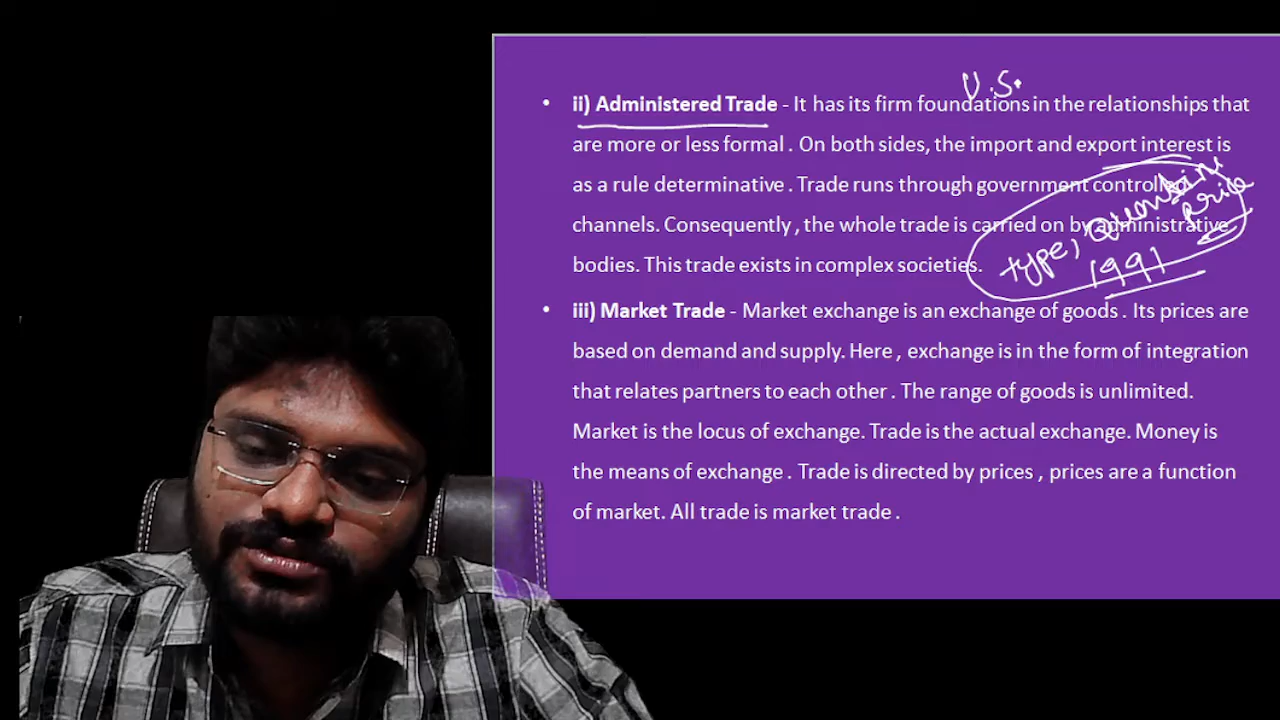 U.S.
• ii) Administered Trade - It has its firm foundations in the relationships that
are more or less formal . On both sides, the import and export interest is
as a rule determinative . Trade runs through government controlled
channels. Consequently , the whole trade is carried on by administrative
bodies. This trade exists in complex societies.
type, price
1991
• iii) Market Trade - Market exchange is an exchange of goods . Its prices are
based on demand and supply. Here , exchange is in the form of integration
that relates partners to each other . The range of goods is unlimited.
Market is the locus of exchange. Trade is the actual exchange. Money is
the means of exchange . Trade is directed by prices , prices are a function
of market. All trade is market trade .